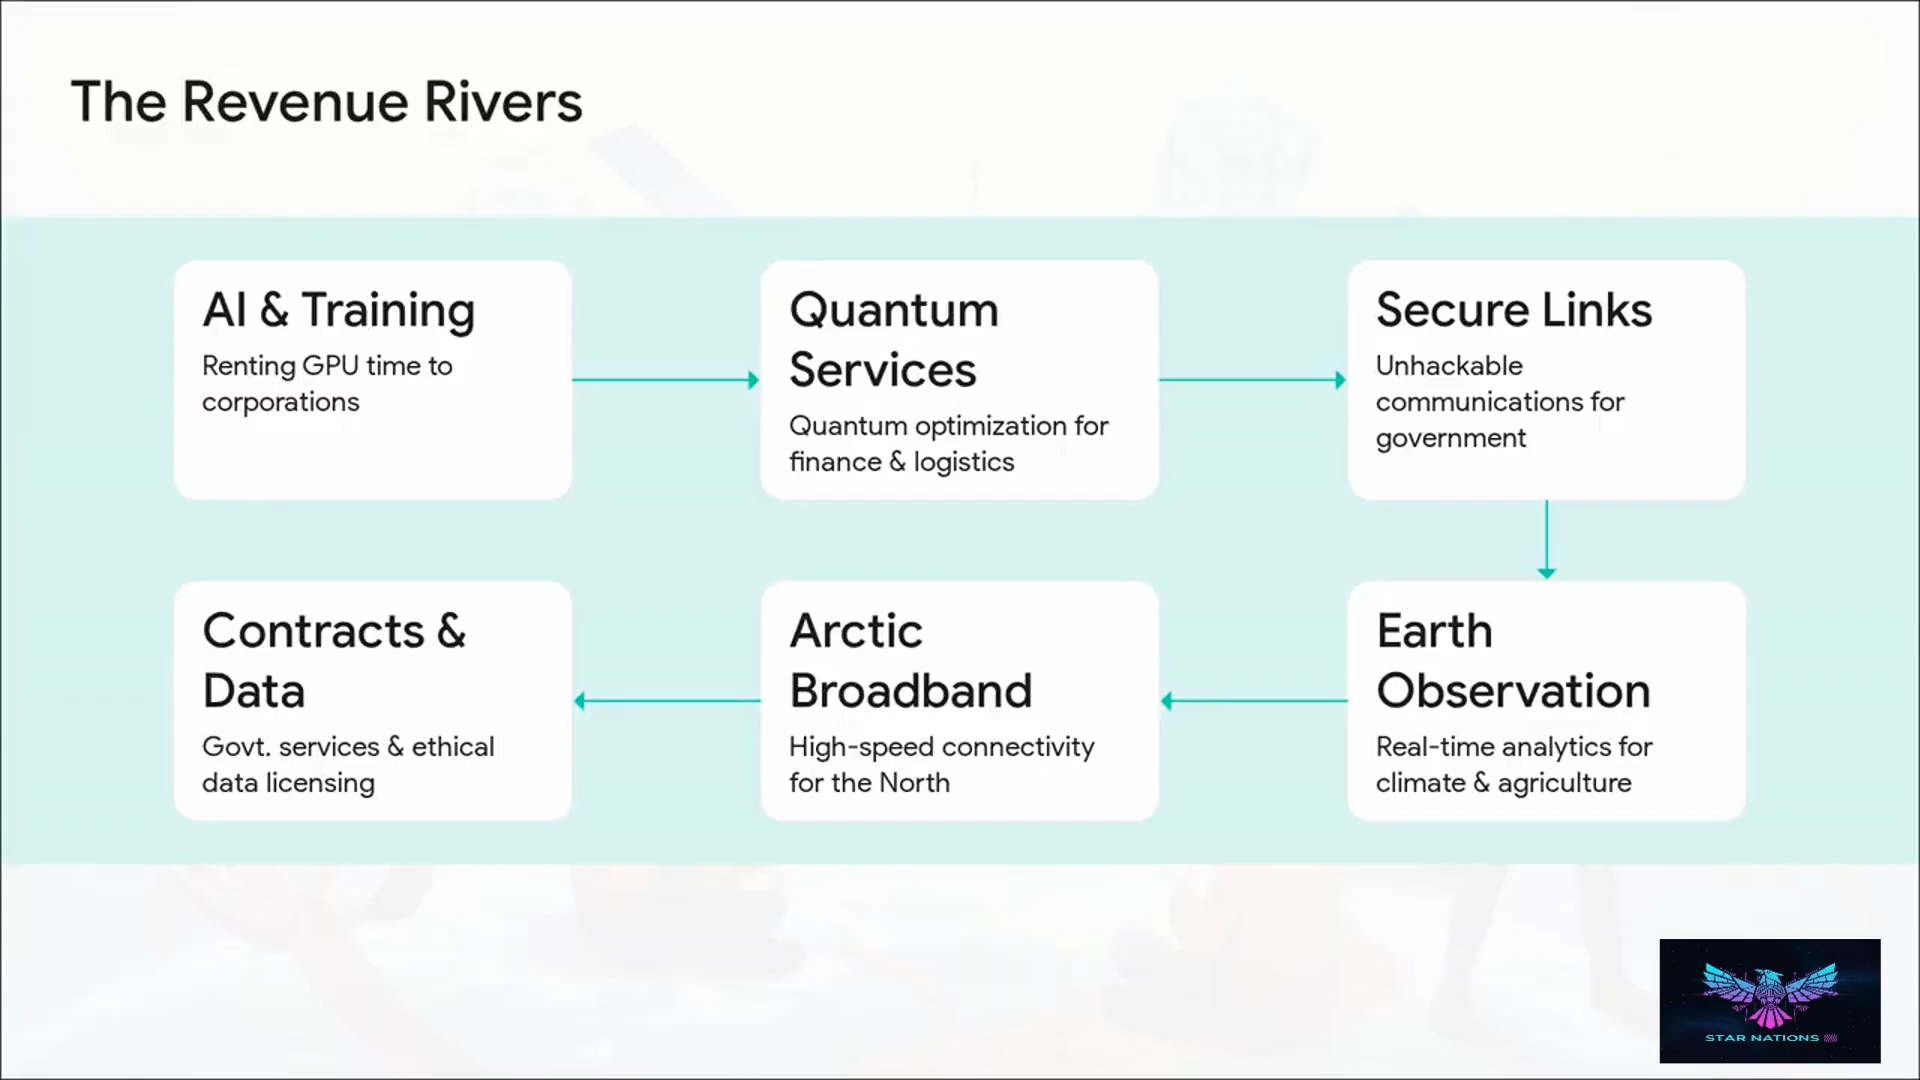 The Revenue Rivers
AI & Training
Renting GPU time to
corporations
Quantum
Services
Quantum optimization for
finance & logistics
Secure Links
Unhackable
communications for
government
Earth
Observation
Real-time analytics for
climate & agriculture
Arctic
Broadband
High-speed connectivity
for the North
Contracts &
Data
Govt. services & ethical
data licensing
STAR NATIONS